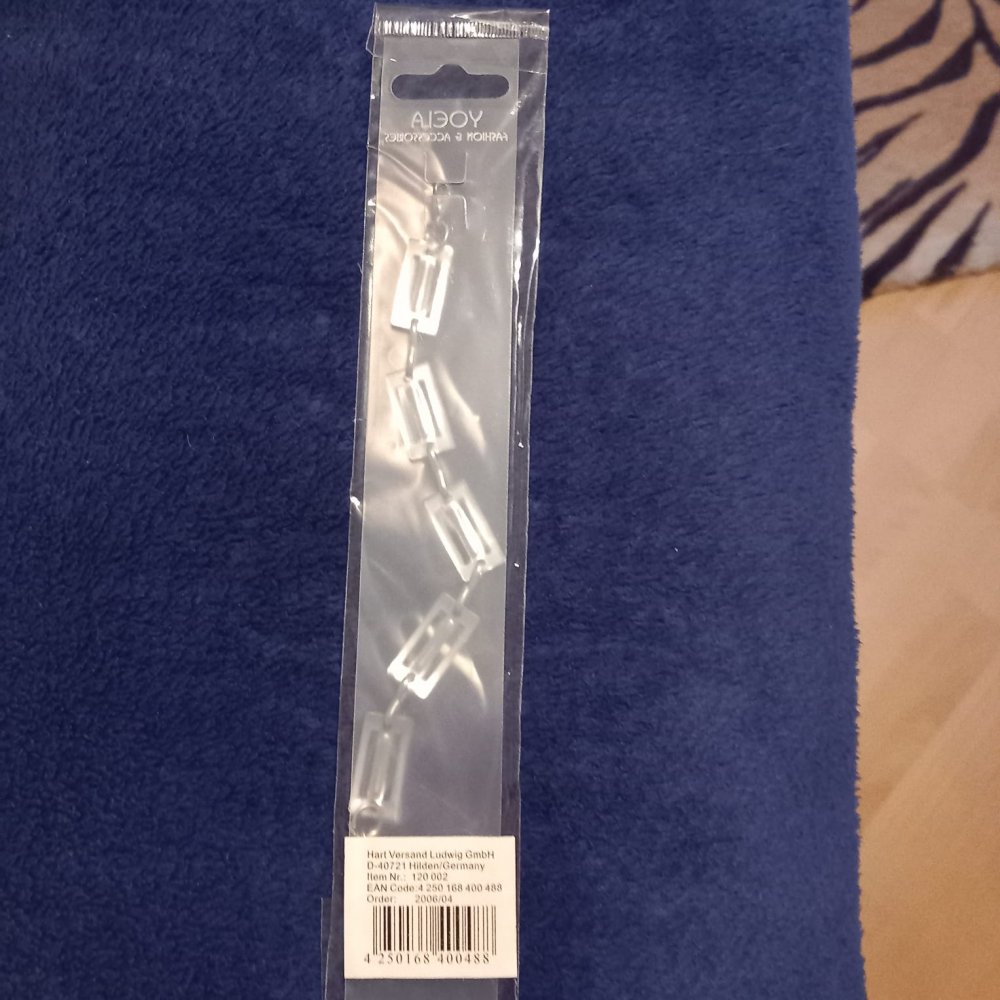 YOELA
FASHION & ACCESSORIES
Hart Versand Ludwig GmbH
D-40721 Hilden/Germany
Item Nr.: 120 002
EAN Code:4 250 168 400 488
Order: 2006/04
4 250168 400488